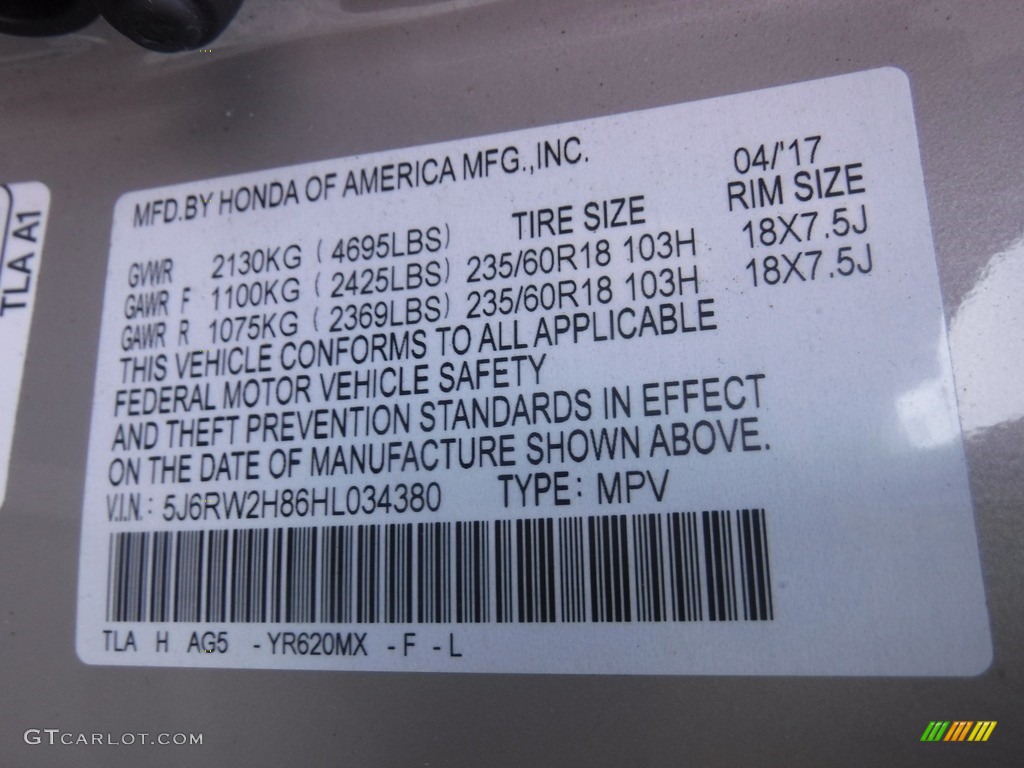 MFD.BY HONDA OF AMERICA MFG.,INC. 04/'17
TIRE SIZE RIM SIZE
GVWR 2130KG ( 4695LBS)
GAWR F 1100KG ( 2425LBS) 235/60R18 103H 18X7.5J
GAWR R 1075KG ( 2369LBS) 235/60R18 103H 18X7.5J
THIS VEHICLE CONFORMS TO ALL APPLICABLE
FEDERAL MOTOR VEHICLE SAFETY
AND THEFT PREVENTION STANDARDS IN EFFECT
ON THE DATE OF MANUFACTURE SHOWN ABOVE.
V.I.N.: 5J6RW2H86HL034380 TYPE: MPV
TLA H AG5 -YR620MX -F -L
TLA A1
GTCARLOT.COM